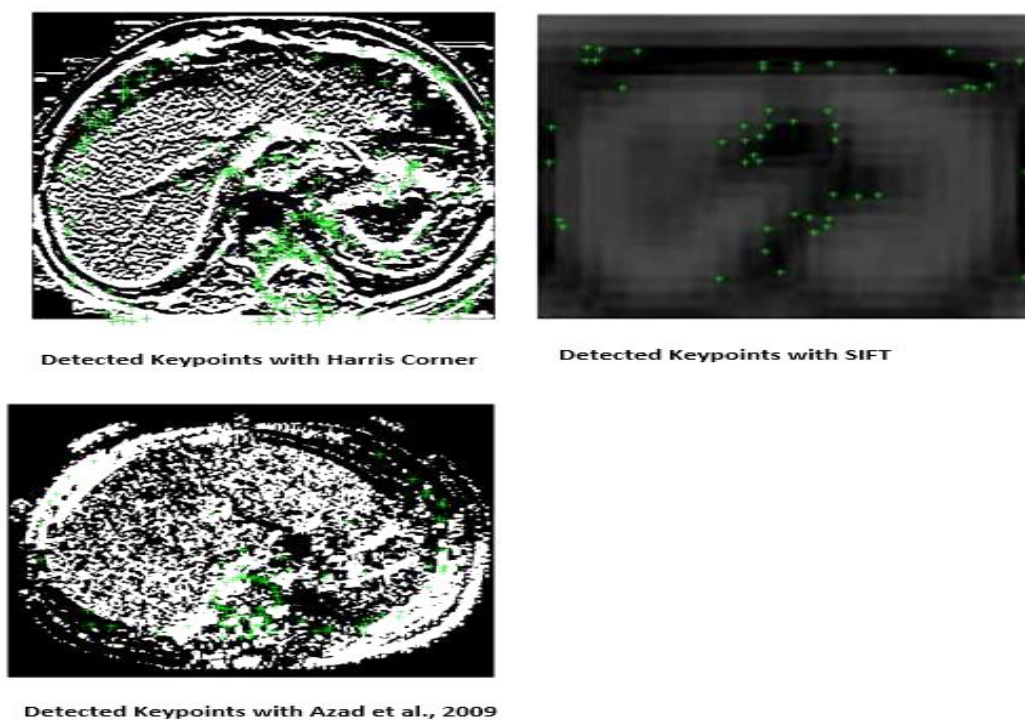 Detected Keypoints with Harris Corner
Detected Keypoints with SIFT
Detected Keypoints with Azad et al., 2009